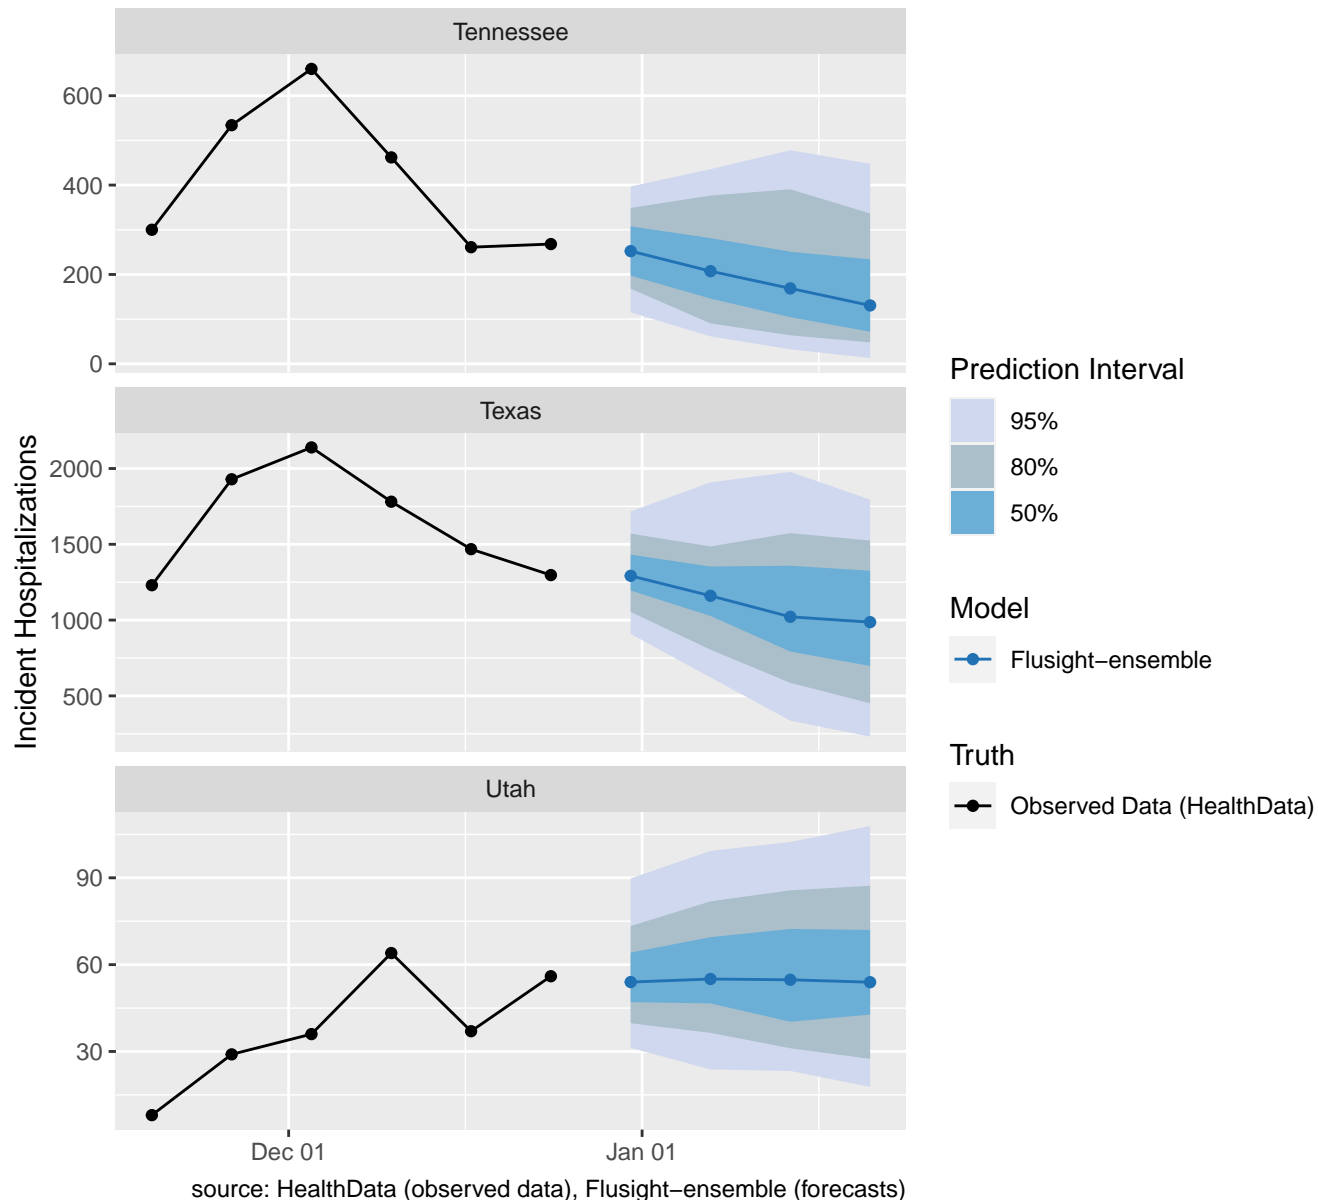 Tennessee
600
400
200
0
Texas
2000
1500
1000
500
Utah
90
60
30
Dec 01
Jan 01
Incident Hospitalizations
source: HealthData (observed data), Flusight−ensemble (forecasts)
Prediction Interval
95%
80%
50%
Model
Flusight−ensemble
Truth
Observed Data (HealthData)